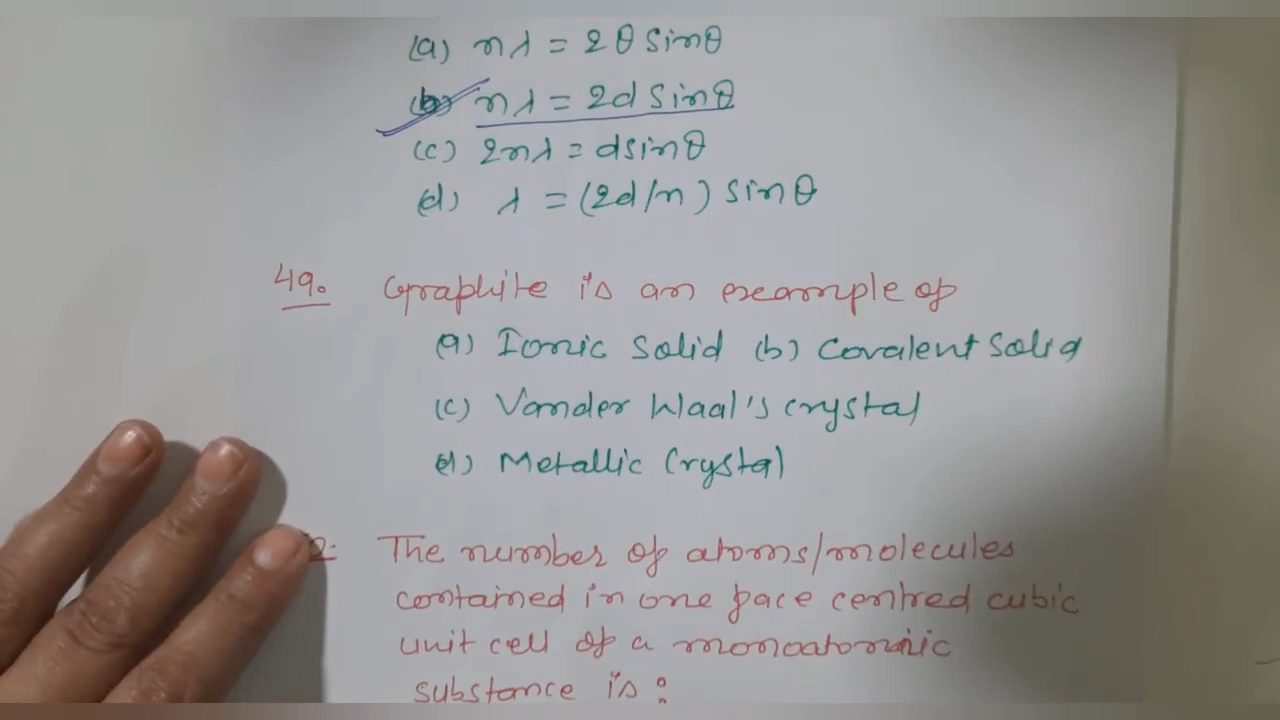 (a) nλ = 2θ sinθ
(b) nλ = 2d sinθ
(c) 2nλ = dsinθ
(d) λ = (2d/n) sinθ
49. Graphite is an example of
(a) Ionic Solid (b) Covalent Solid
(c) Vander Waal's crystal
(d) Metallic Crystal
The number of atoms/molecules
contained in one face centred cubic
unit cell of a monoatomic
substance is :